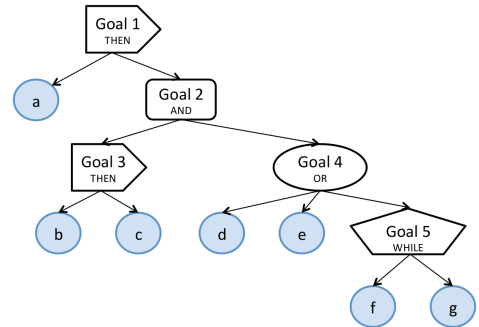 Goal 1
THEN
a
Goal 2
AND
Goal 3
THEN
Goal 4
OR
b
c
d
e
Goal 5
WHILE
f
g